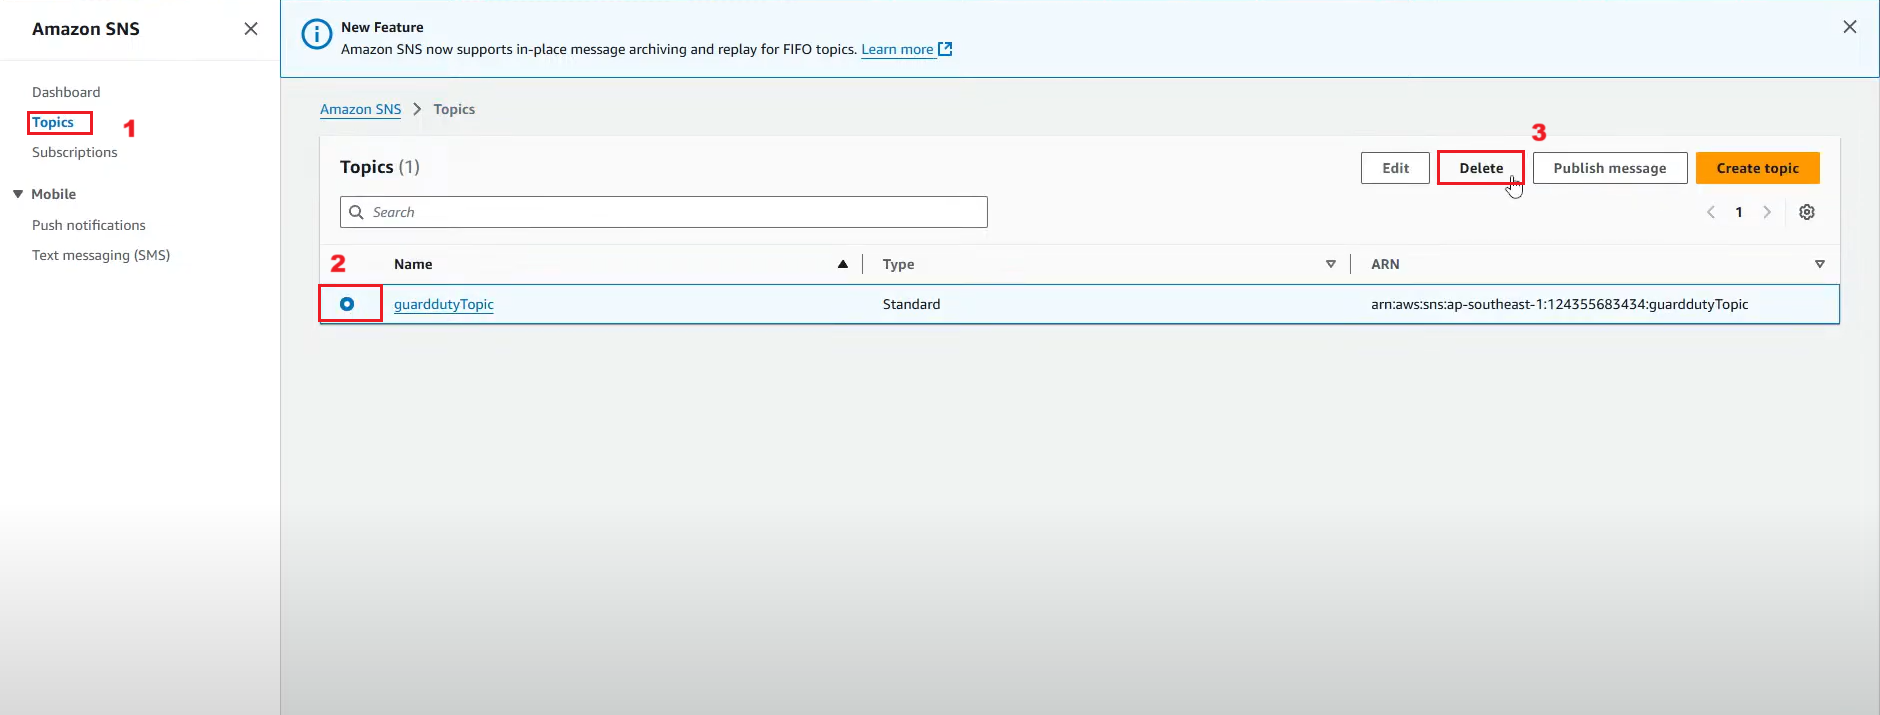 Amazon SNS
New Feature
Amazon SNS now supports in-place message archiving and replay for FIFO topics. Learn more
Dashboard
Topics 1
Subscriptions
Mobile
Push notifications
Text messaging (SMS)
Amazon SNS > Topics
3
Topics (1)
Edit Delete Publish message Create topic
Search
1
2 Name Type ARN
guarddutyTopic Standard arn:aws:sns:ap-southeast-1:124355683434:guarddutyTopic